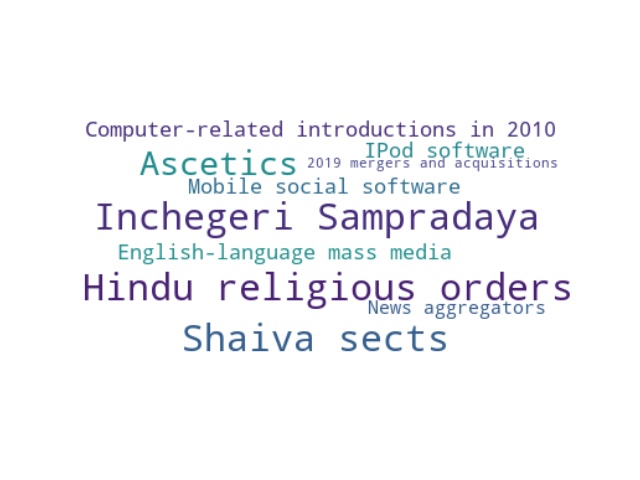 Computer-related introductions in 2010
IPod software
Ascetics
2019 mergers and acquisitions
Mobile social software
Inchegeri Sampradaya
English-language mass media
Hindu religious orders
News aggregators
Shaiva sects